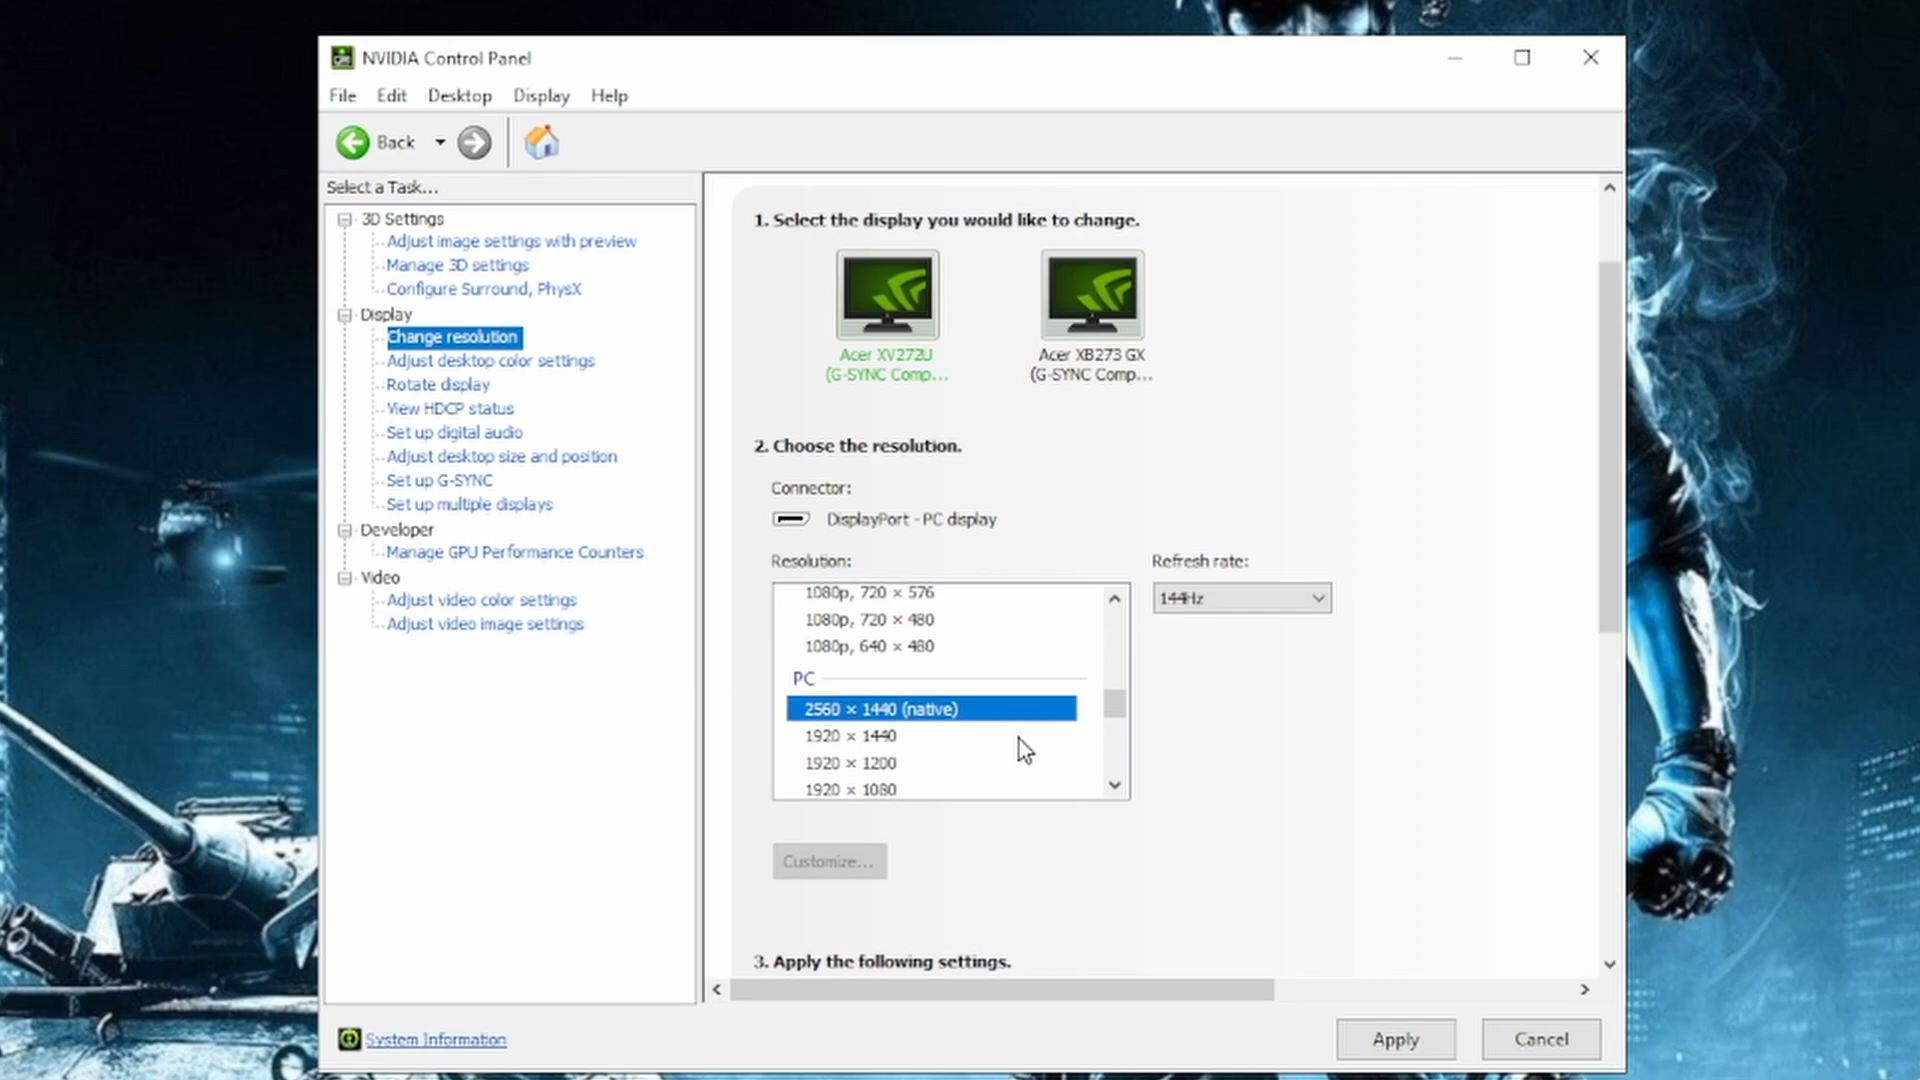 NVIDIA Control Panel
File Edit Desktop Display Help
Back
Select a Task...
3D Settings
Adjust image settings with preview
Manage 3D settings
Configure Surround, PhysX
Display
Change resolution
Adjust desktop color settings
Rotate display
View HDCP status
Set up digital audio
Adjust desktop size and position
Set up G-SYNC
Set up multiple displays
Developer
Manage GPU Performance Counters
Video
Adjust video color settings
Adjust video image settings
1. Select the display you would like to change.
Acer XV272U
(G-SYNC Comp...
Acer XB273 GX
(G-SYNC Comp...
2. Choose the resolution.
Connector:
DisplayPort - PC display
Resolution:
1080p, 720 × 576
1080p, 720 × 480
1080p, 640 × 480
PC
2560 × 1440 (native)
1920 × 1440
1920 × 1200
1920 × 1080
Refresh rate:
144Hz
Customize...
3. Apply the following settings.
System Information
Apply
Cancel